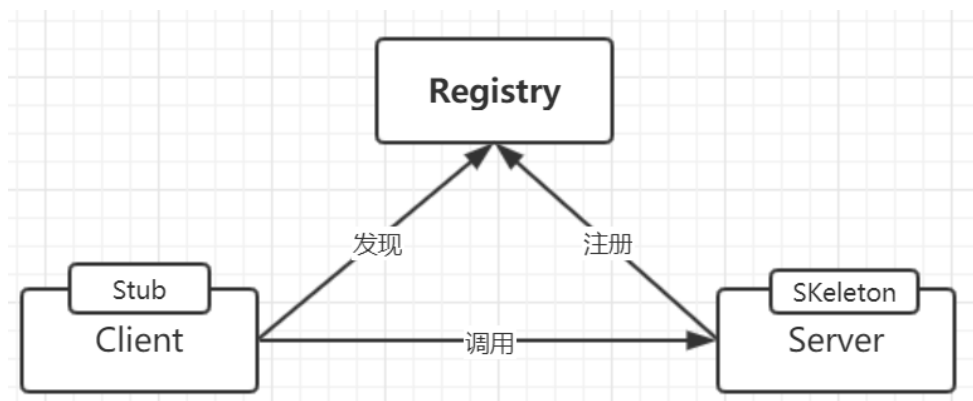 Registry
发现
注册
Stub
SKeleton
Client
调用
Server